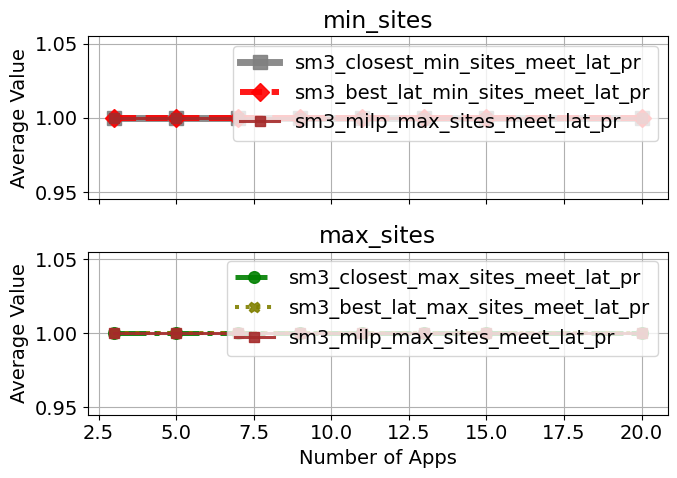 min_sites
1.05
1.00
0.95
Average Value
sm3_closest_min_sites_meet_lat_pr
sm3_best_lat_min_sites_meet_lat_pr
sm3_milp_max_sites_meet_lat_pr
max_sites
1.05
1.00
0.95
Average Value
sm3_closest_max_sites_meet_lat_pr
sm3_best_lat_max_sites_meet_lat_pr
sm3_milp_max_sites_meet_lat_pr
2.5 5.0 7.5 10.0 12.5 15.0 17.5 20.0
Number of Apps